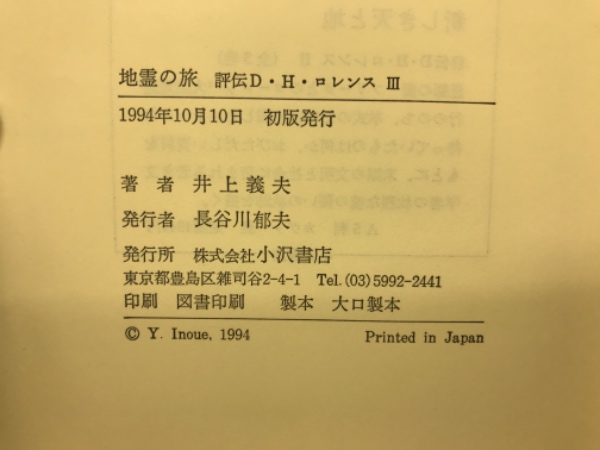 地霊の旅 評伝D・H・ロレンス Ⅲ
1994年10月10日 初版発行
著 者 井上義夫
発行者 長谷川郁夫
発行所 株式会社小沢書店
東京都豊島区雑司谷2-4-1 Tel.(03)5992-2441
印刷 図書印刷 製本 大口製本
© Y. Inoue, 1994 Printed in Japan